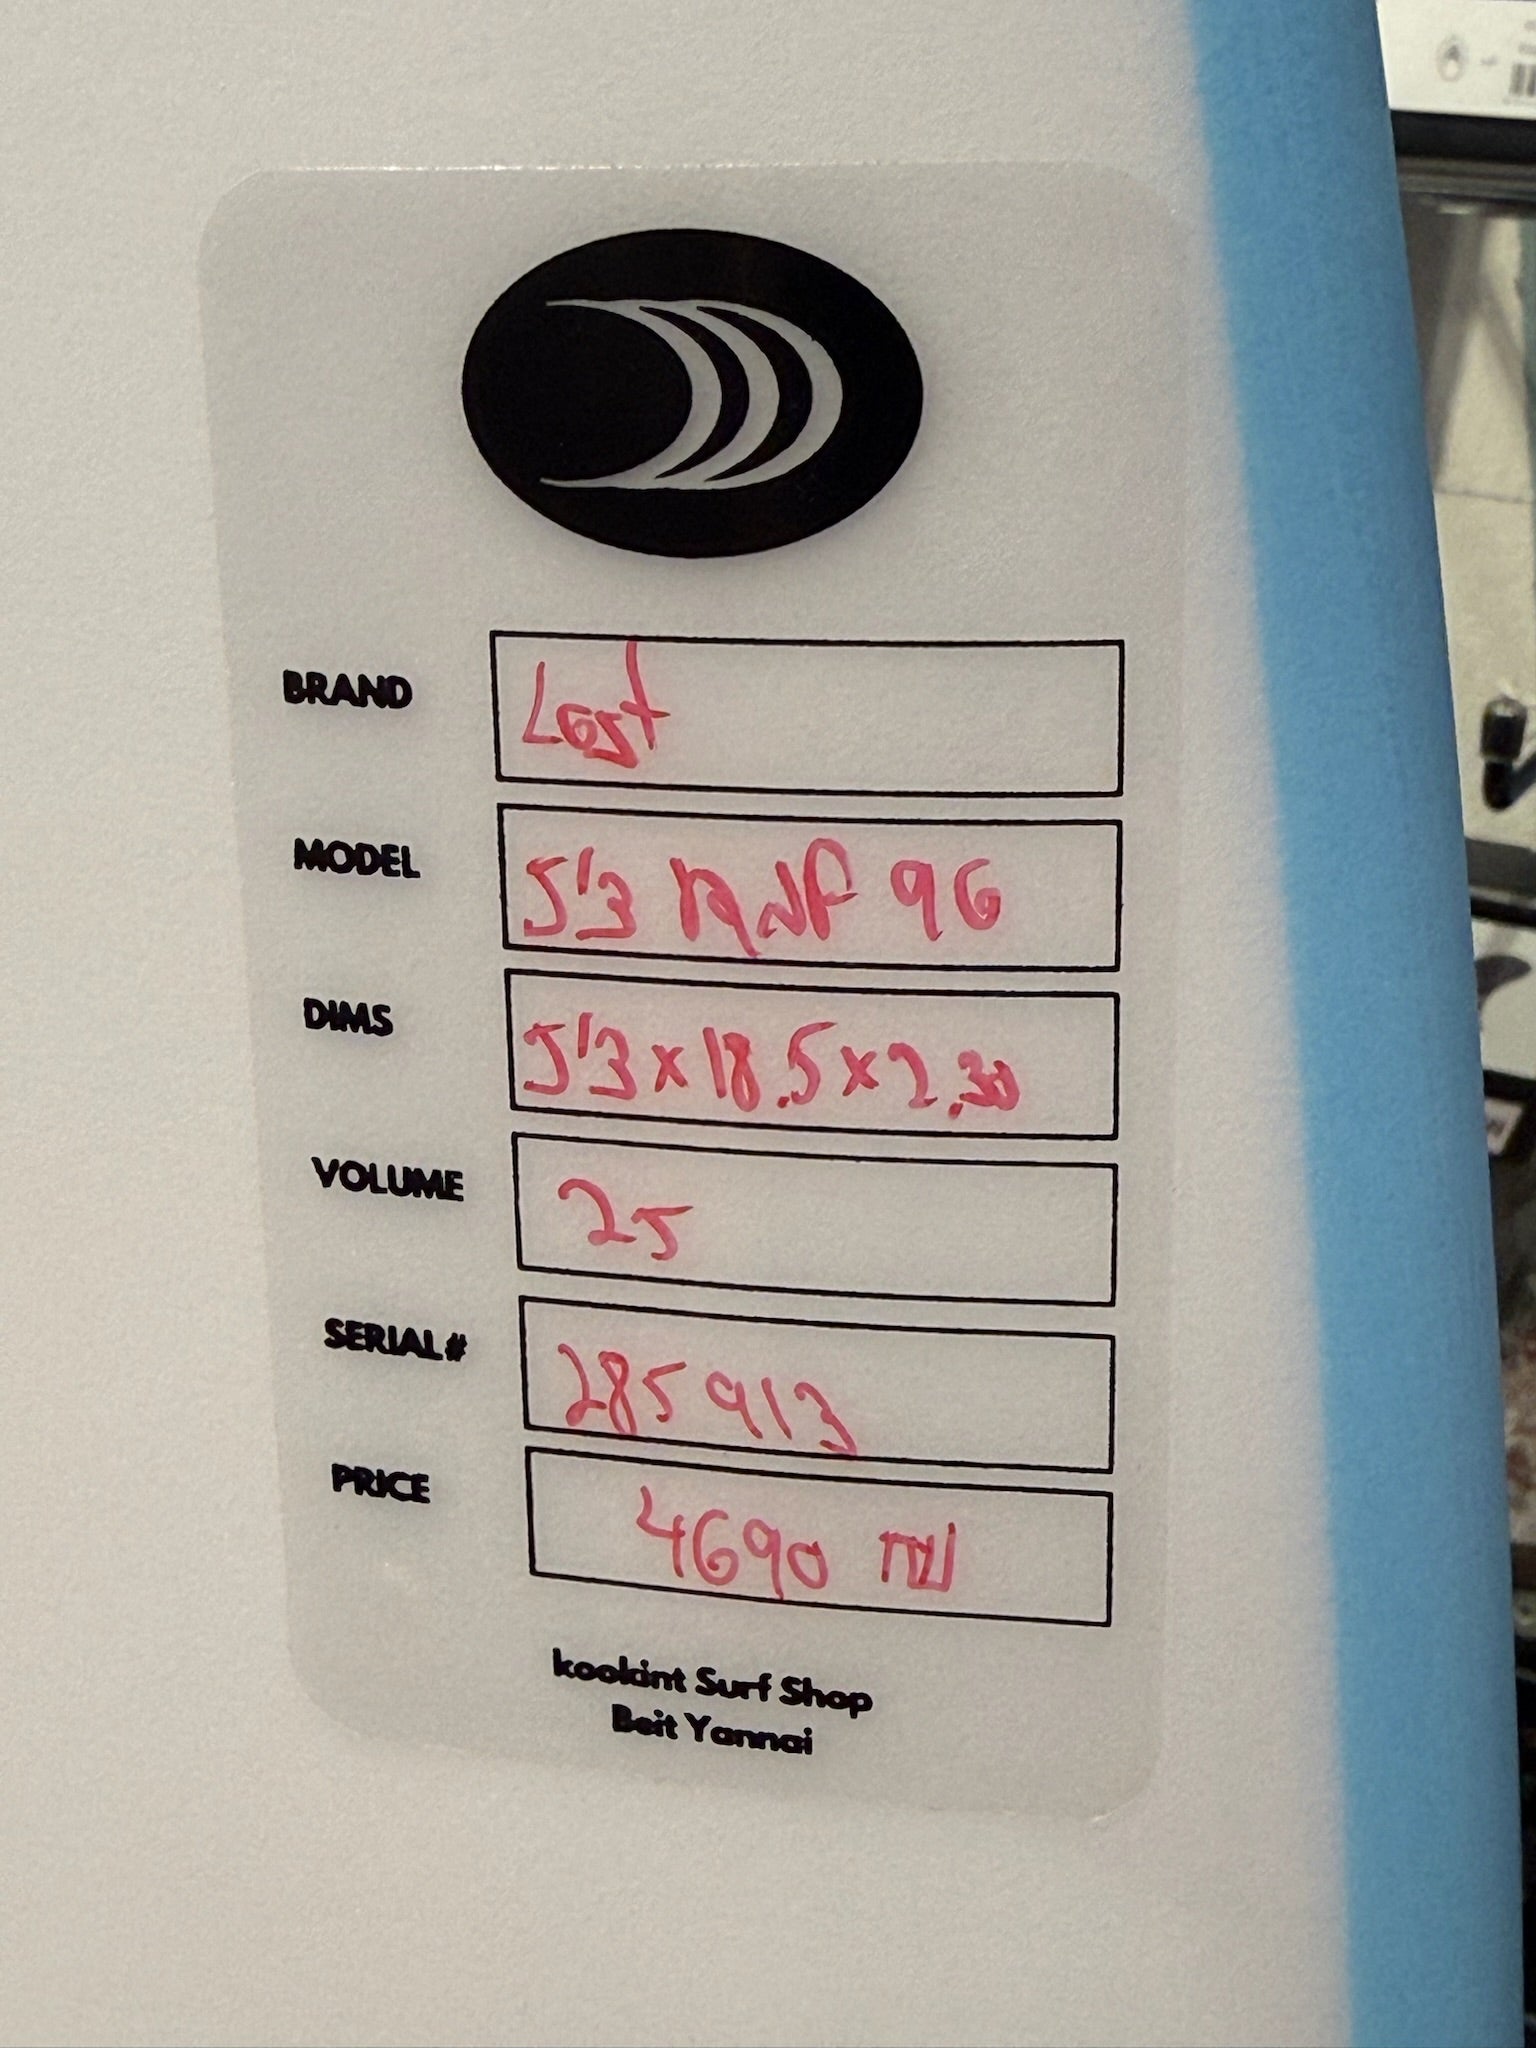 BRAND Lost
MODEL 5'3 RNF 96
DIMS 5'3 x 18.5 x 2.30
VOLUME 25
SERIAL# 285913
PRICE 4690 ₪
kookint Surf Shop
Beit Yannai